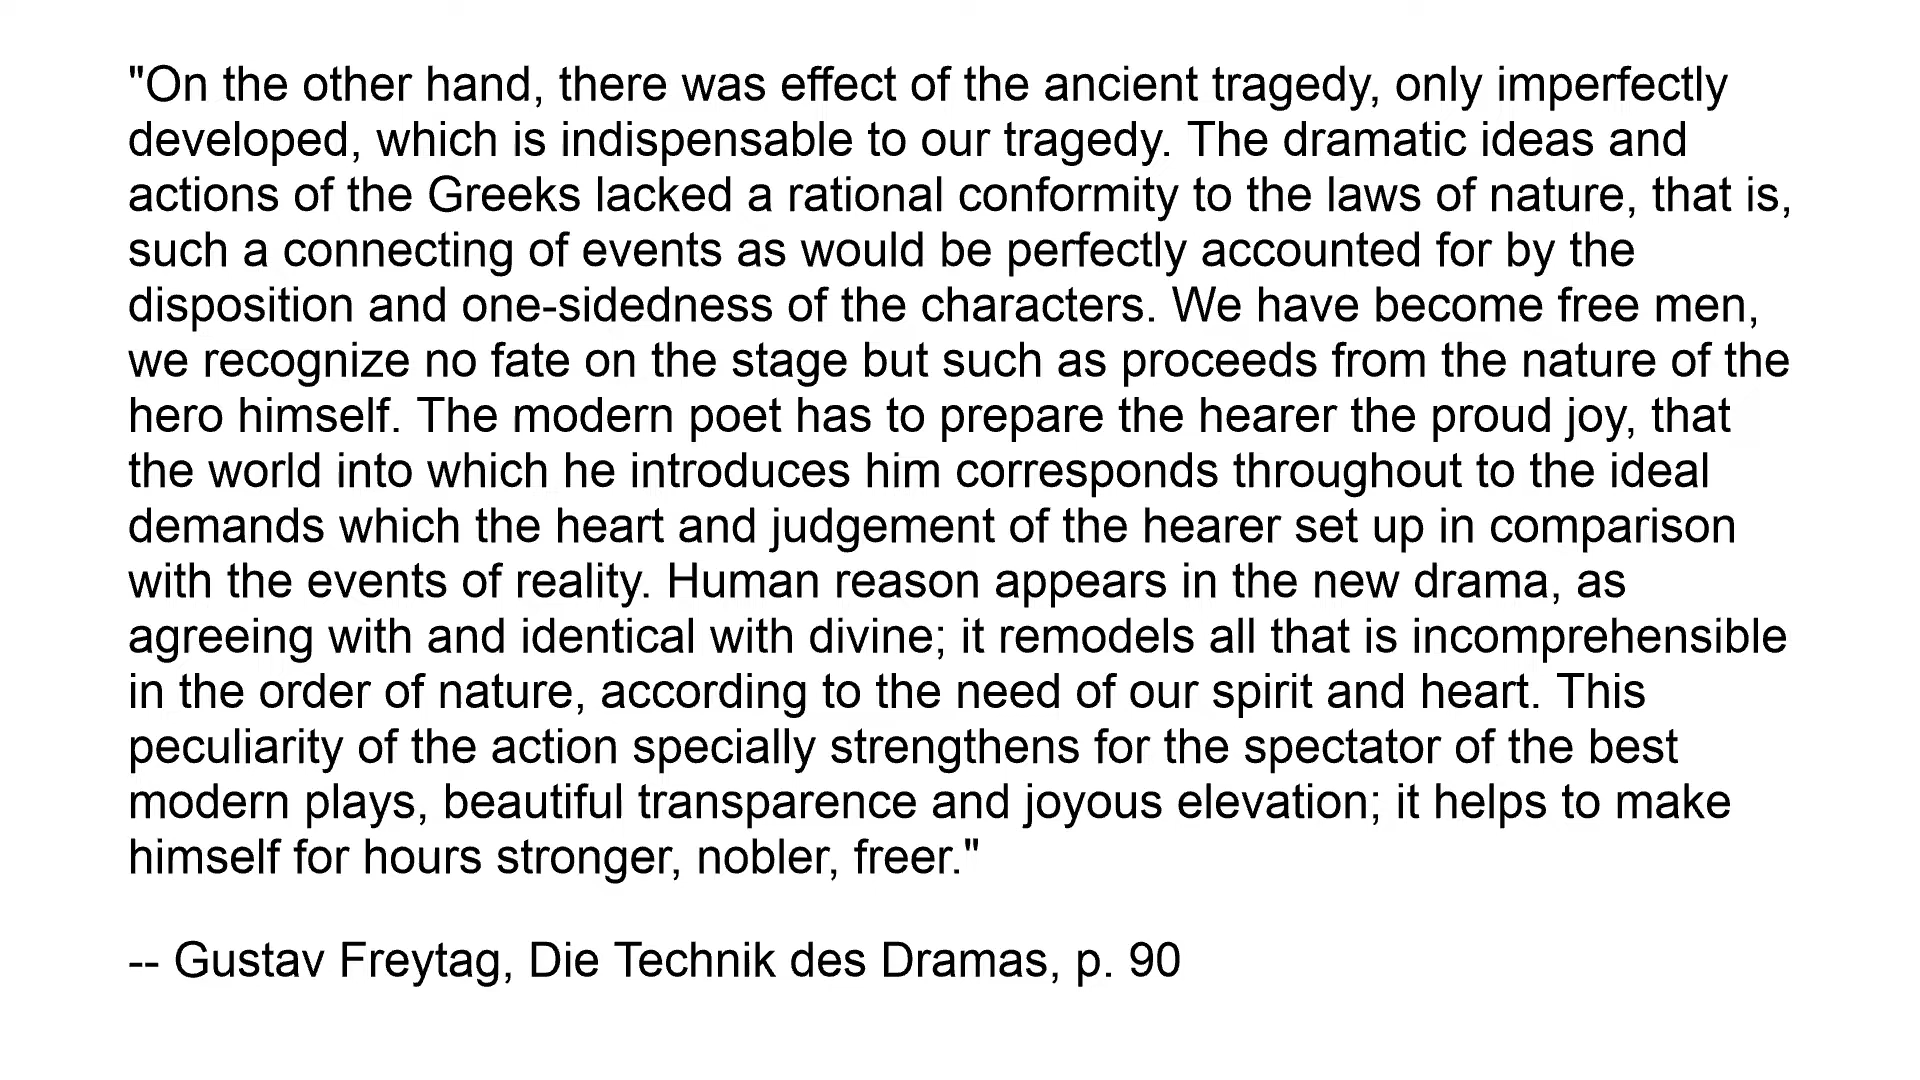 "On the other hand, there was effect of the ancient tragedy, only imperfectly
developed, which is indispensable to our tragedy. The dramatic ideas and
actions of the Greeks lacked a rational conformity to the laws of nature, that is,
such a connecting of events as would be perfectly accounted for by the
disposition and one-sidedness of the characters. We have become free men,
we recognize no fate on the stage but such as proceeds from the nature of the
hero himself. The modern poet has to prepare the hearer the proud joy, that
the world into which he introduces him corresponds throughout to the ideal
demands which the heart and judgement of the hearer set up in comparison
with the events of reality. Human reason appears in the new drama, as
agreeing with and identical with divine; it remodels all that is incomprehensible
in the order of nature, according to the need of our spirit and heart. This
peculiarity of the action specially strengthens for the spectator of the best
modern plays, beautiful transparence and joyous elevation; it helps to make
himself for hours stronger, nobler, freer."
-- Gustav Freytag, Die Technik des Dramas, p. 90